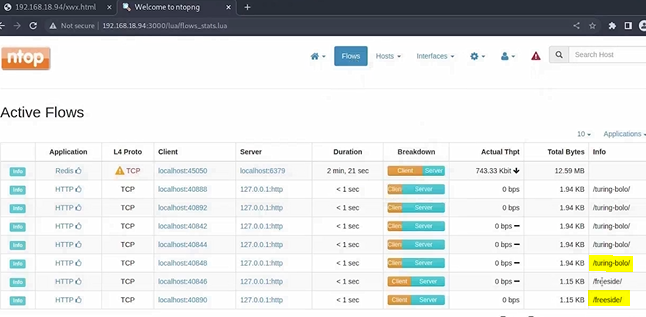 192.168.18.94/xwx.html
Welcome to ntopng
Not secure 192.168.18.94:3000/lua/flows_stats.lua
ntop
Flows Hosts Interfaces Search Host
Active Flows
10 Applications
Application L4 Proto Client Server Duration Breakdown Actual Thpt Total Bytes Info
Info Redis TCP localhost:45050 localhost:6379 2 min, 21 sec Client Server 743.33 Kbit 12.59 MB
Info HTTP TCP localhost:40888 127.0.0.1:http < 1 sec Clien Server 0 bps 1.94 KB /turing-bolo/
Info HTTP TCP localhost:40892 127.0.0.1:http < 1 sec Clien Server 0 bps 1.94 KB /turing-bolo/
Info HTTP TCP localhost:40842 127.0.0.1:http < 1 sec Clien Server 0 bps 1.94 KB /turing-bolo/
Info HTTP TCP localhost:40844 127.0.0.1:http < 1 sec Clien Server 0 bps 1.94 KB /turing-bolo/
Info HTTP TCP localhost:40848 127.0.0.1:http < 1 sec Clien Server 0 bps 1.94 KB /turing-bolo/
Info HTTP TCP localhost:40846 127.0.0.1:http < 1 sec Client Server 0 bps 1.15 KB /freeside/
Info HTTP TCP localhost:40890 127.0.0.1:http < 1 sec Client Server 0 bps 1.15 KB /freeside/